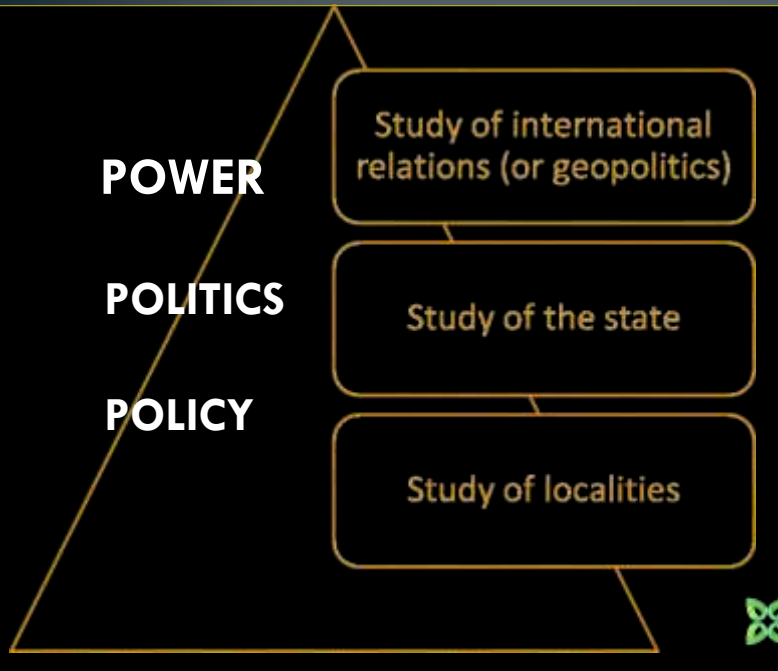 POWER
POLITICS
POLICY
Study of international
relations (or geopolitics)
Study of the state
Study of localities